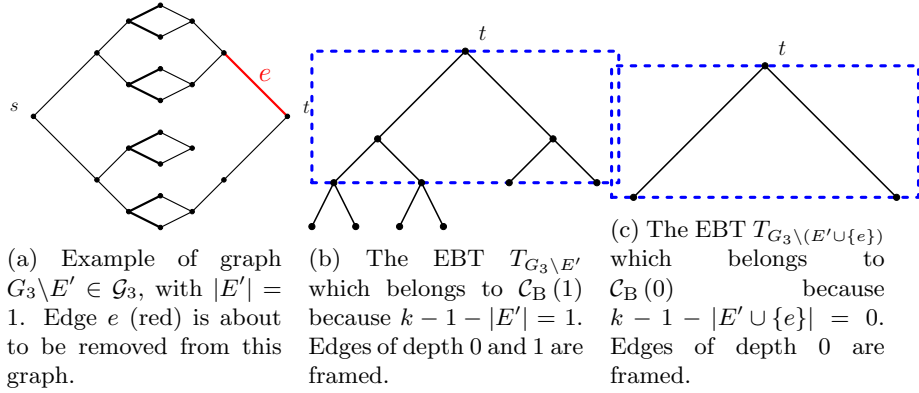 t
t
s
e
t
(a) Example of graph
G₃\E′ ∈ 𝒢₃, with |E′| =
1. Edge e (red) is about
to be removed from this
graph.
(b) The EBT T_{G₃\E′}
which belongs to 𝒞_B (1)
because k − 1 − |E′| = 1.
Edges of depth 0 and 1 are
framed.
(c) The EBT T_{G₃\(E′∪{e})}
which belongs to
𝒞_B (0) because
k − 1 − |E′ ∪ {e}| = 0.
Edges of depth 0 are
framed.